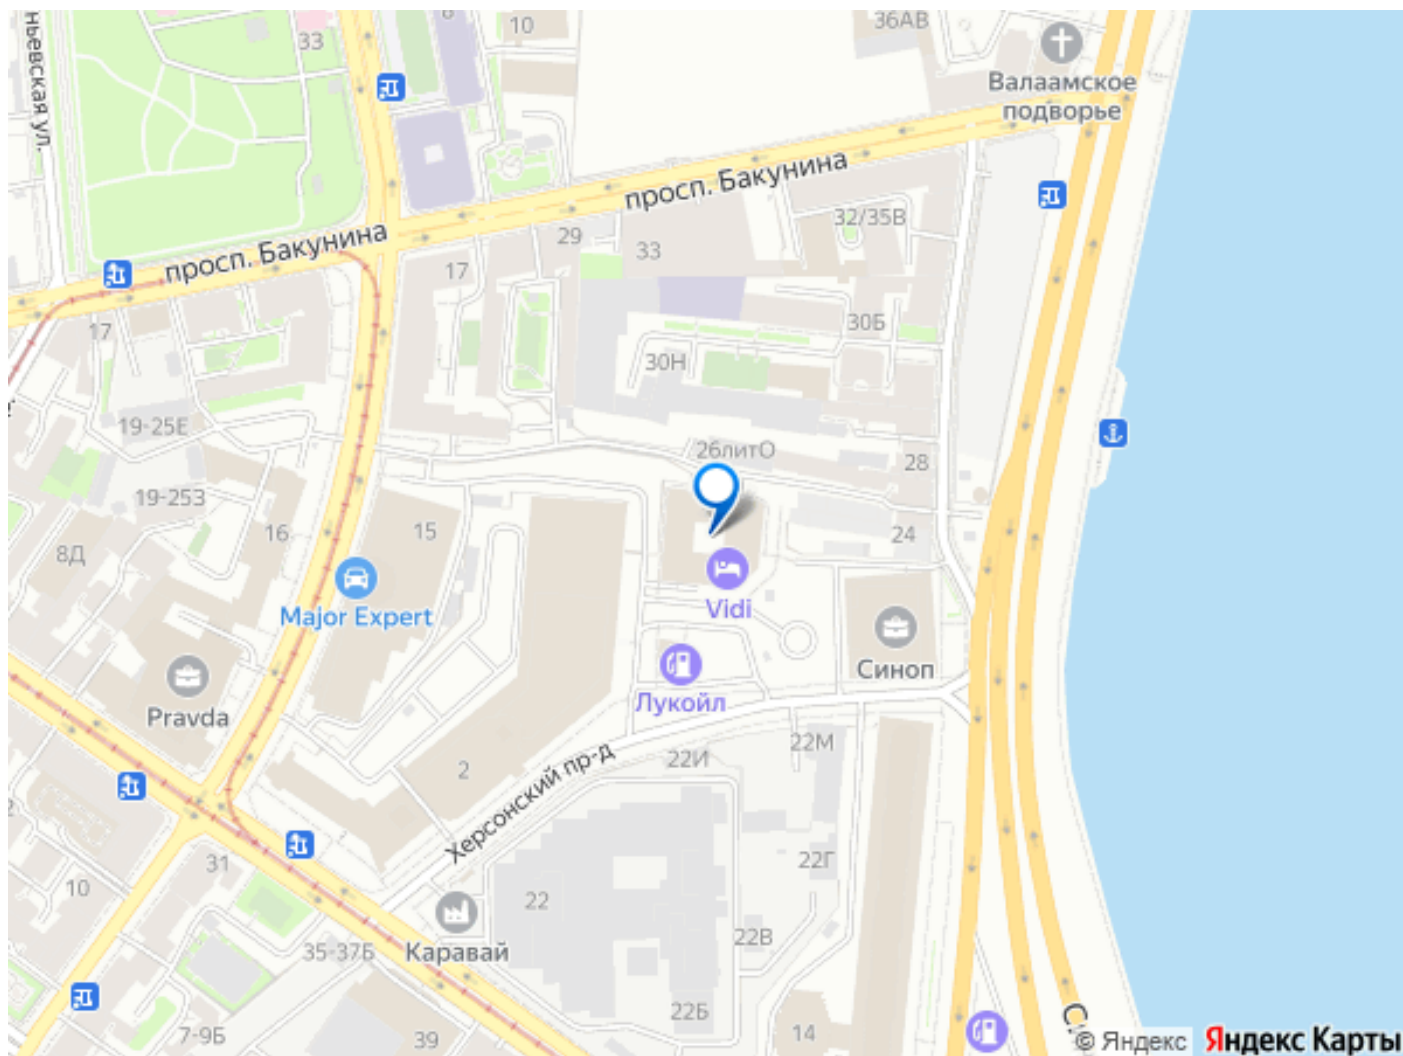 ньевская ул.
33
6
10
36АВ
Валаамское
подворье
просп. Бакунина
32/35В
просп. Бакунина
29
33
17
17
30Б
30Н
19-25Е
26литО
28
19-25З
16
15
24
8Д
Major Expert
Vidi
Синоп
Pravda
Лукойл
22М
22И
2
Херсонский пр-д
22Г
31
10
22
35-37Б
Каравай
22В
22Б
7-9Б
39
14
© Яндекс
Яндекс Карты